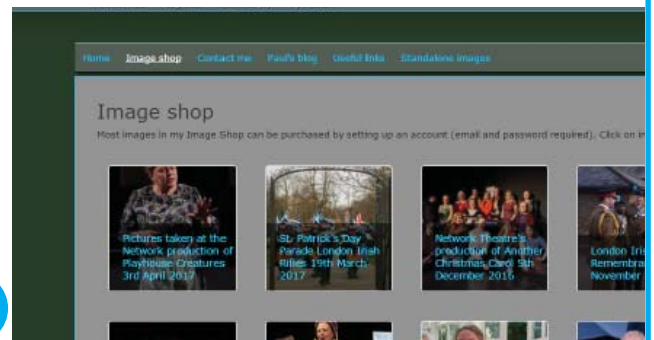 Home Image shop Contact me Paul's blog Useful links Standalone images
Image shop
Most images in my Image Shop can be purchased by setting up an account (email and password required). Click on
Pictures taken at the
Network production of
Playhouse Creatures
3rd April 2017
St. Patrick's Day
Parade London Irish
Rifles 19th March
2017
Network Theatre's
production of Another
Christmas Carol 5th
December 2016
London
Remembra
November